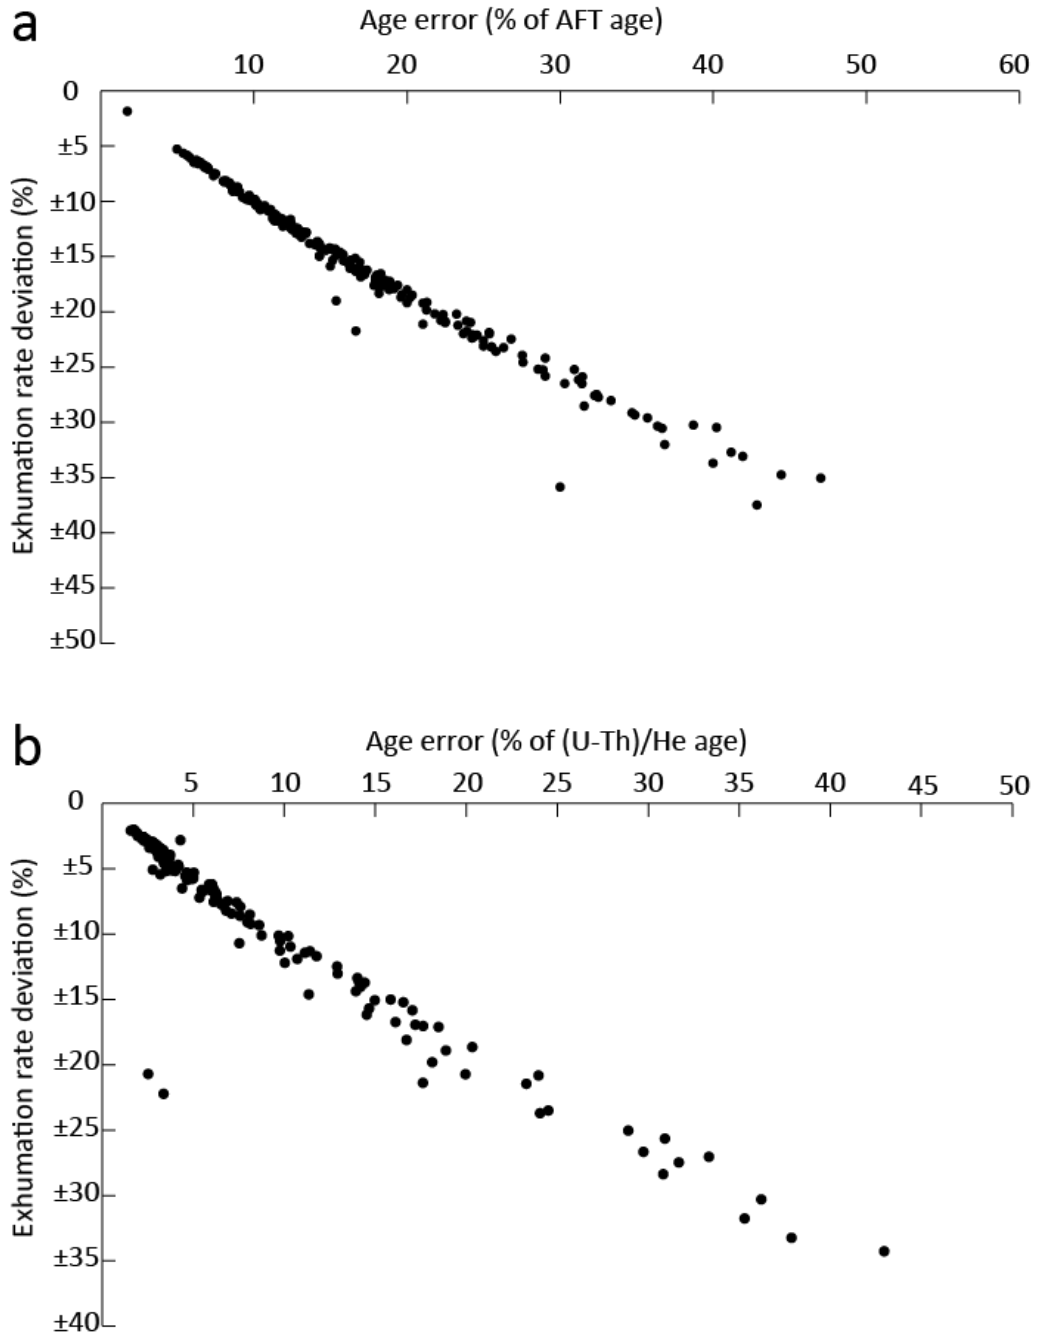 a
Age error (% of AFT age)
10 20 30 40 50 60
0
±5
±10
±15
±20
±25
±30
±35
±40
±45
±50
Exhumation rate deviation (%)
b
Age error (% of (U-Th)/He age)
5 10 15 20 25 30 35 40 45 50
0
±5
±10
±15
±20
±25
±30
±35
±40
Exhumation rate deviation (%)